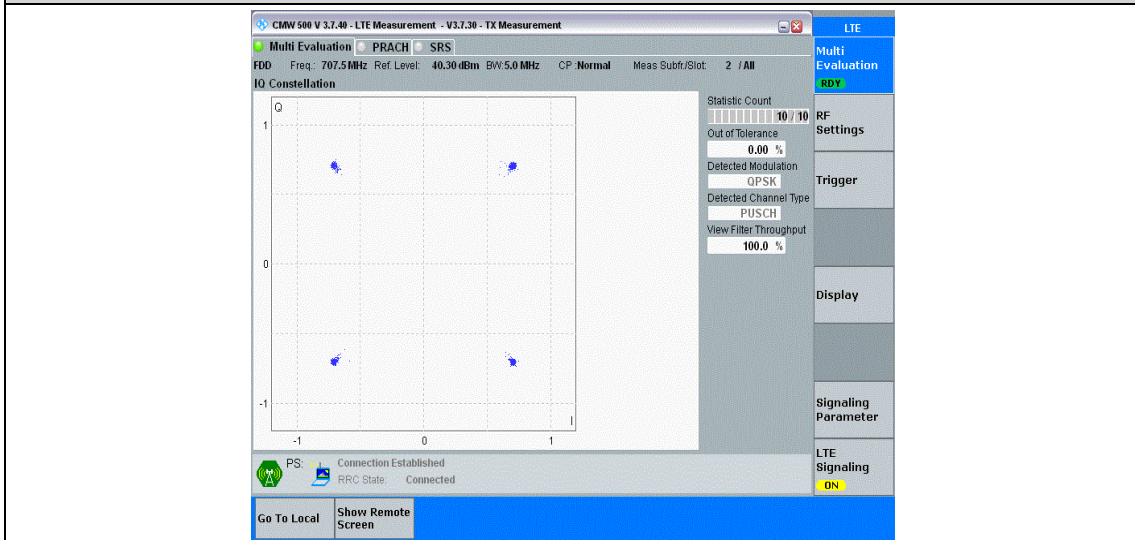 CMW 500 V 3.7.40 - LTE Measurement - V3.7.30 - TX Measurement
LTE
Multi Evaluation PRACH SRS
FDD Freq.: 707.5 MHz Ref. Level: 40.30 dBm BW: 5.0 MHz CP :Normal Meas Subfr./Slot: 2 / All
IQ Constellation
Q
1
0
-1
-1 0 1
I
Statistic Count
10 / 10
Out of Tolerance
0.00 %
Detected Modulation
QPSK
Detected Channel Type
PUSCH
View Filter Throughput
100.0 %
Multi
Evaluation
RDY
RF
Settings
Trigger
Display
Signaling
Parameter
LTE
Signaling
ON
PS: Connection Established
RRC State: Connected
Go To Local
Show Remote
Screen